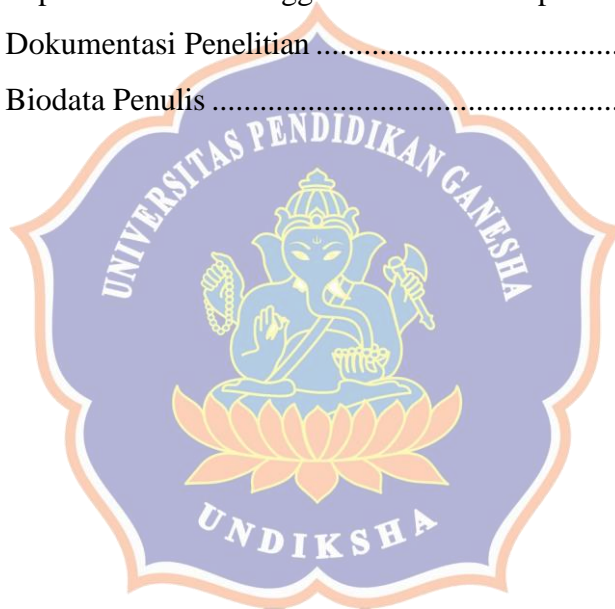 Dokumentasi Penelitian ......................................
Biodata Penulis ...................................................
UNIVERSITAS PENDIDIKAN GANESHA
UNDIKSHA